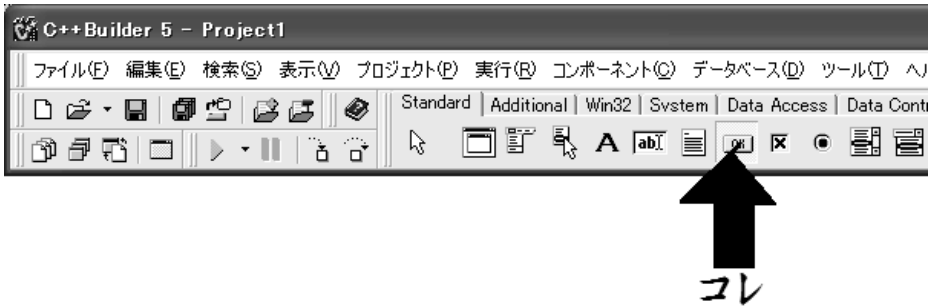 C++Builder 5 - Project1
ファイル(F) 編集(E) 検索(S) 表示(V) プロジェクト(P) 実行(R) コンポーネント(C) データベース(D) ツール(T)
Standard Additional Win32 System Data Access Data Contr
A abI OK
コレ